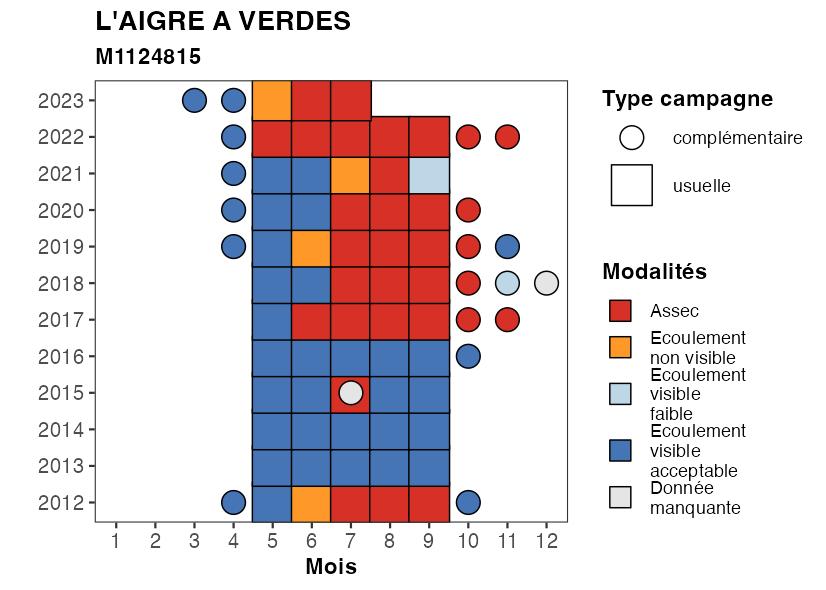 L'AIGRE A VERDES
M1124815
2023
2022
2021
2020
2019
2018
2017
2016
2015
2014
2013
2012
1 2 3 4 5 6 7 8 9 10 11 12
Mois
Type campagne
complémentaire
usuelle
Modalités
Assec
Ecoulement
non visible
Ecoulement
visible
faible
Ecoulement
visible
acceptable
Donnée
manquante